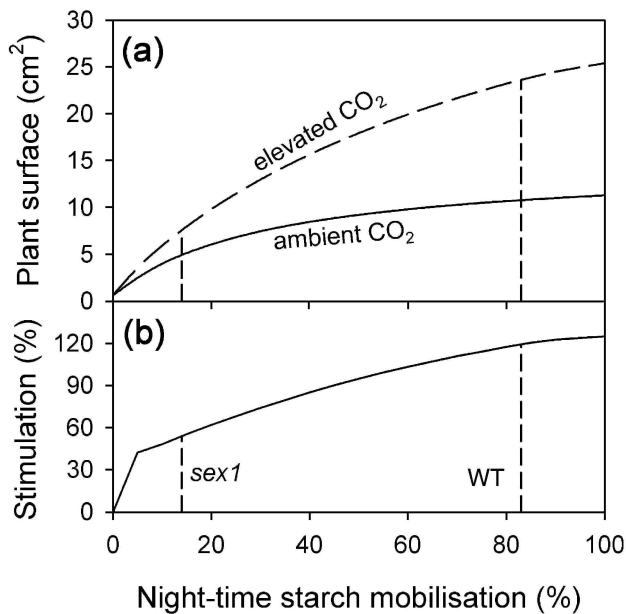 (a)
Plant surface (cm²)
30
25
20
15
10
5
0
elevated CO₂
ambient CO₂
(b)
Stimulation (%)
120
90
60
30
0
sex1
WT
0 20 40 60 80 100
Night-time starch mobilisation (%)